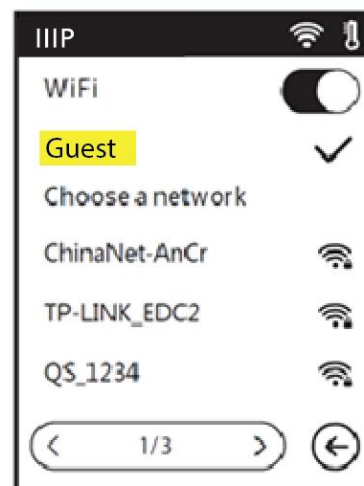 IIIP
WiFi
Guest
Choose a network
ChinaNet-AnCr
TP-LINK_EDC2
QS_1234
1/3